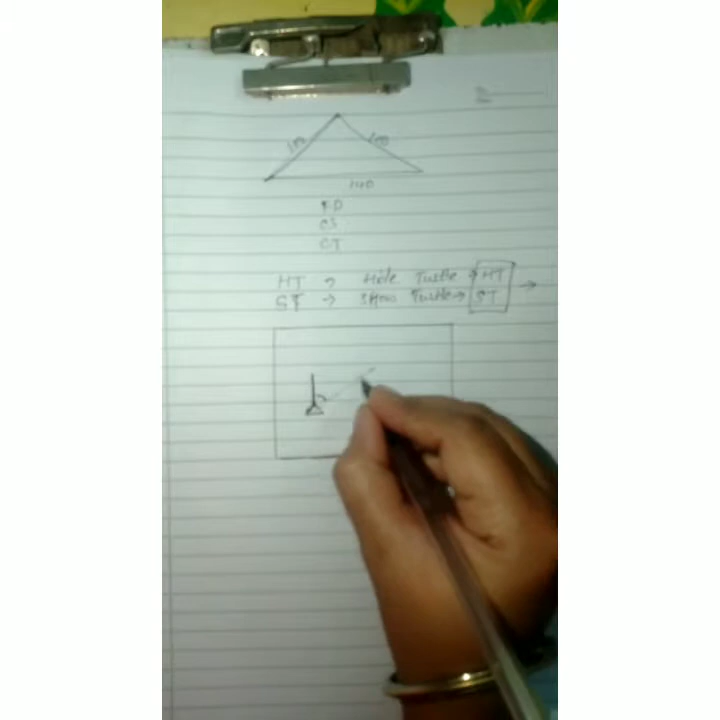 100 100
100
FD
CS
CT
HT → Hide Turtle → HT →
ST → Show Turtle → ST